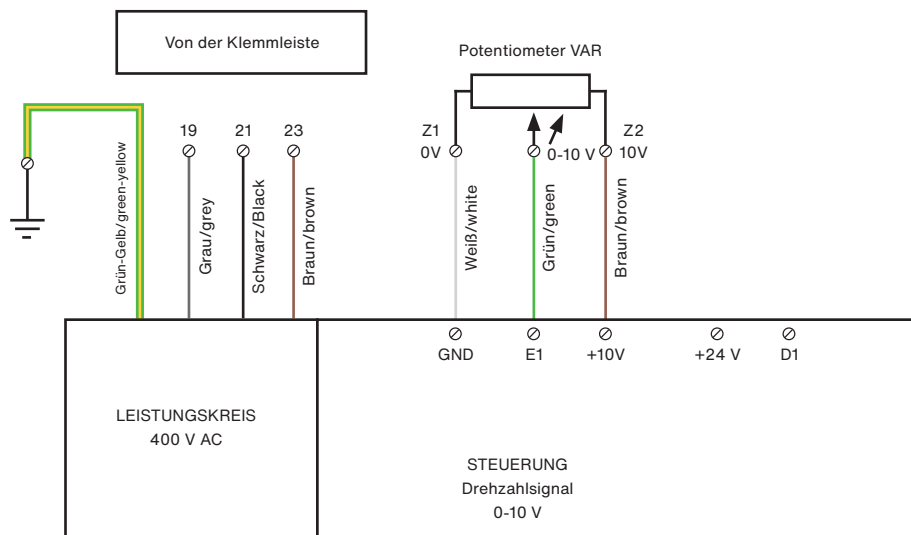 Von der Klemmleiste
Potentiometer VAR
19
21
23
Z1
0V
0-10 V
Z2
10V
Grün-Gelb/green-yellow
Grau/grey
Schwarz/Black
Braun/brown
Weiß/white
Grün/green
Braun/brown
GND
E1
+10V
+24 V
D1
LEISTUNGSKREIS
400 V AC
STEUERUNG
Drehzahlsignal
0-10 V